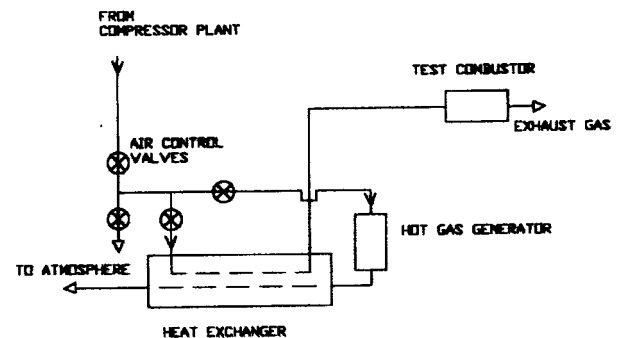 FROM
COMPRESSOR PLANT
TEST COMBUSTOR
EXHAUST GAS
AIR CONTROL
VALVES
HOT GAS GENERATOR
TO ATMOSPHERE
HEAT EXCHANGER